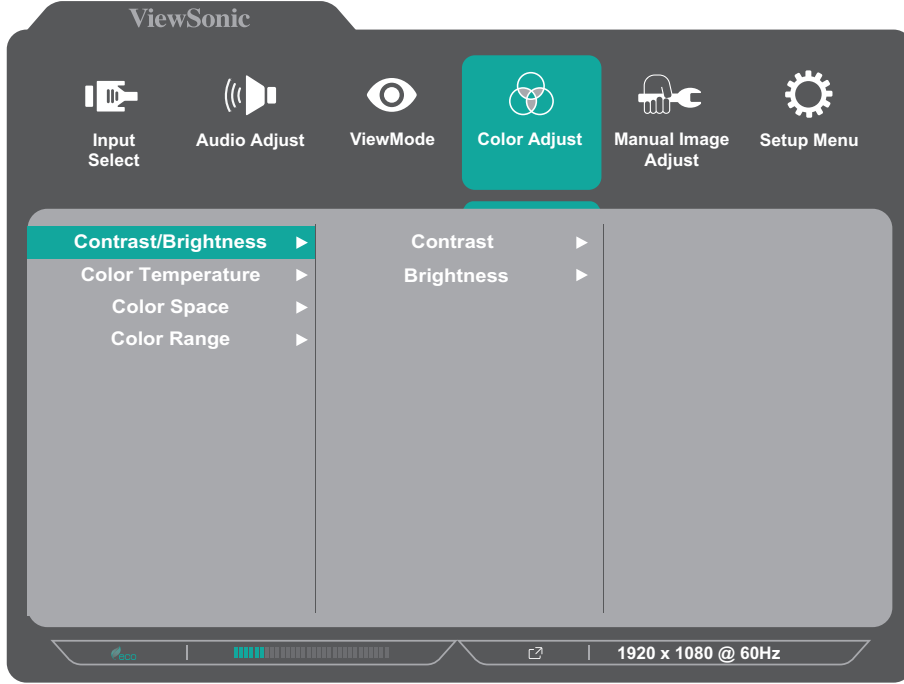 ViewSonic
Input
Select
Audio Adjust
ViewMode
Color Adjust
Manual Image
Adjust
Setup Menu
Contrast/Brightness
Contrast
Color Temperature
Brightness
Color Space
Color Range
eco
1920 x 1080 @ 60Hz